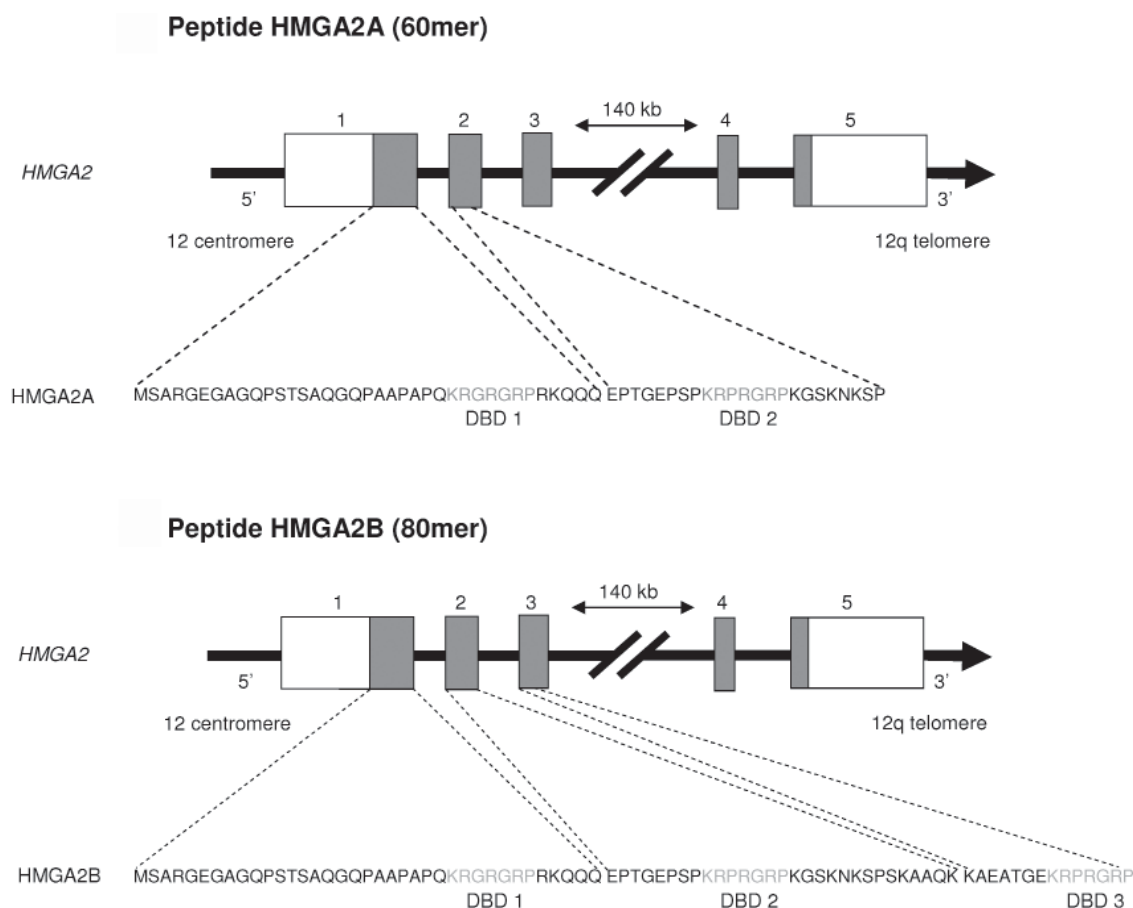 Peptide HMGA2A (60mer)
140 kb
1 2 3 4 5
HMGA2
5' 3'
12 centromere 12q telomere
HMGA2A MSARGEGAGQPSTSAQGQPAAPAPQKRGRGRPRKQQQ EPTGEPSPKRPRGRPKGSKNKSP
DBD 1 DBD 2
Peptide HMGA2B (80mer)
140 kb
1 2 3 4 5
HMGA2
5' 3'
12 centromere 12q telomere
HMGA2B MSARGEGAGQPSTSAQGQPAAPAPQKRGRGRPRKQQQ EPTGEPSPKRPRGRPKGSKNKSPSKAAQK KAEATGEKRPRGRP
DBD 1 DBD 2 DBD 3